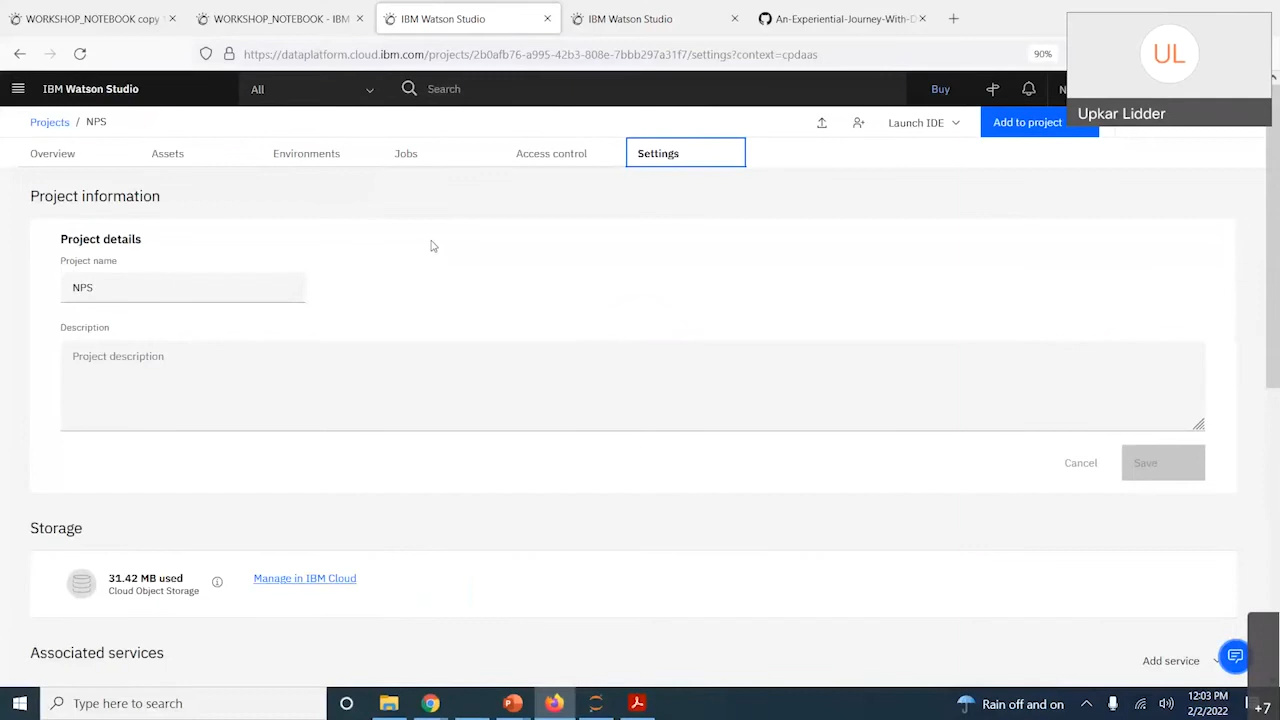 WORKSHOP_NOTEBOOK copy
WORKSHOP_NOTEBOOK - IBM
IBM Watson Studio
IBM Watson Studio
An-Experiential-Journey-With-D
https://dataplatform.cloud.ibm.com/projects/2b0afb76-a995-42b3-808e-7bbb297a31f7/settings?context=cpdaas
90%
UL
Upkar Lidder
IBM Watson Studio
All
Search
Buy
Projects / NPS
Launch IDE
Add to project
Overview
Assets
Environments
Jobs
Access control
Settings
Project information
Project details
Project name
NPS
Description
Project description
Cancel
Save
Storage
31.42 MB used
Cloud Object Storage
Manage in IBM Cloud
Associated services
Add service
Type here to search
Rain off and on
12:03 PM
2/2/2022
+7